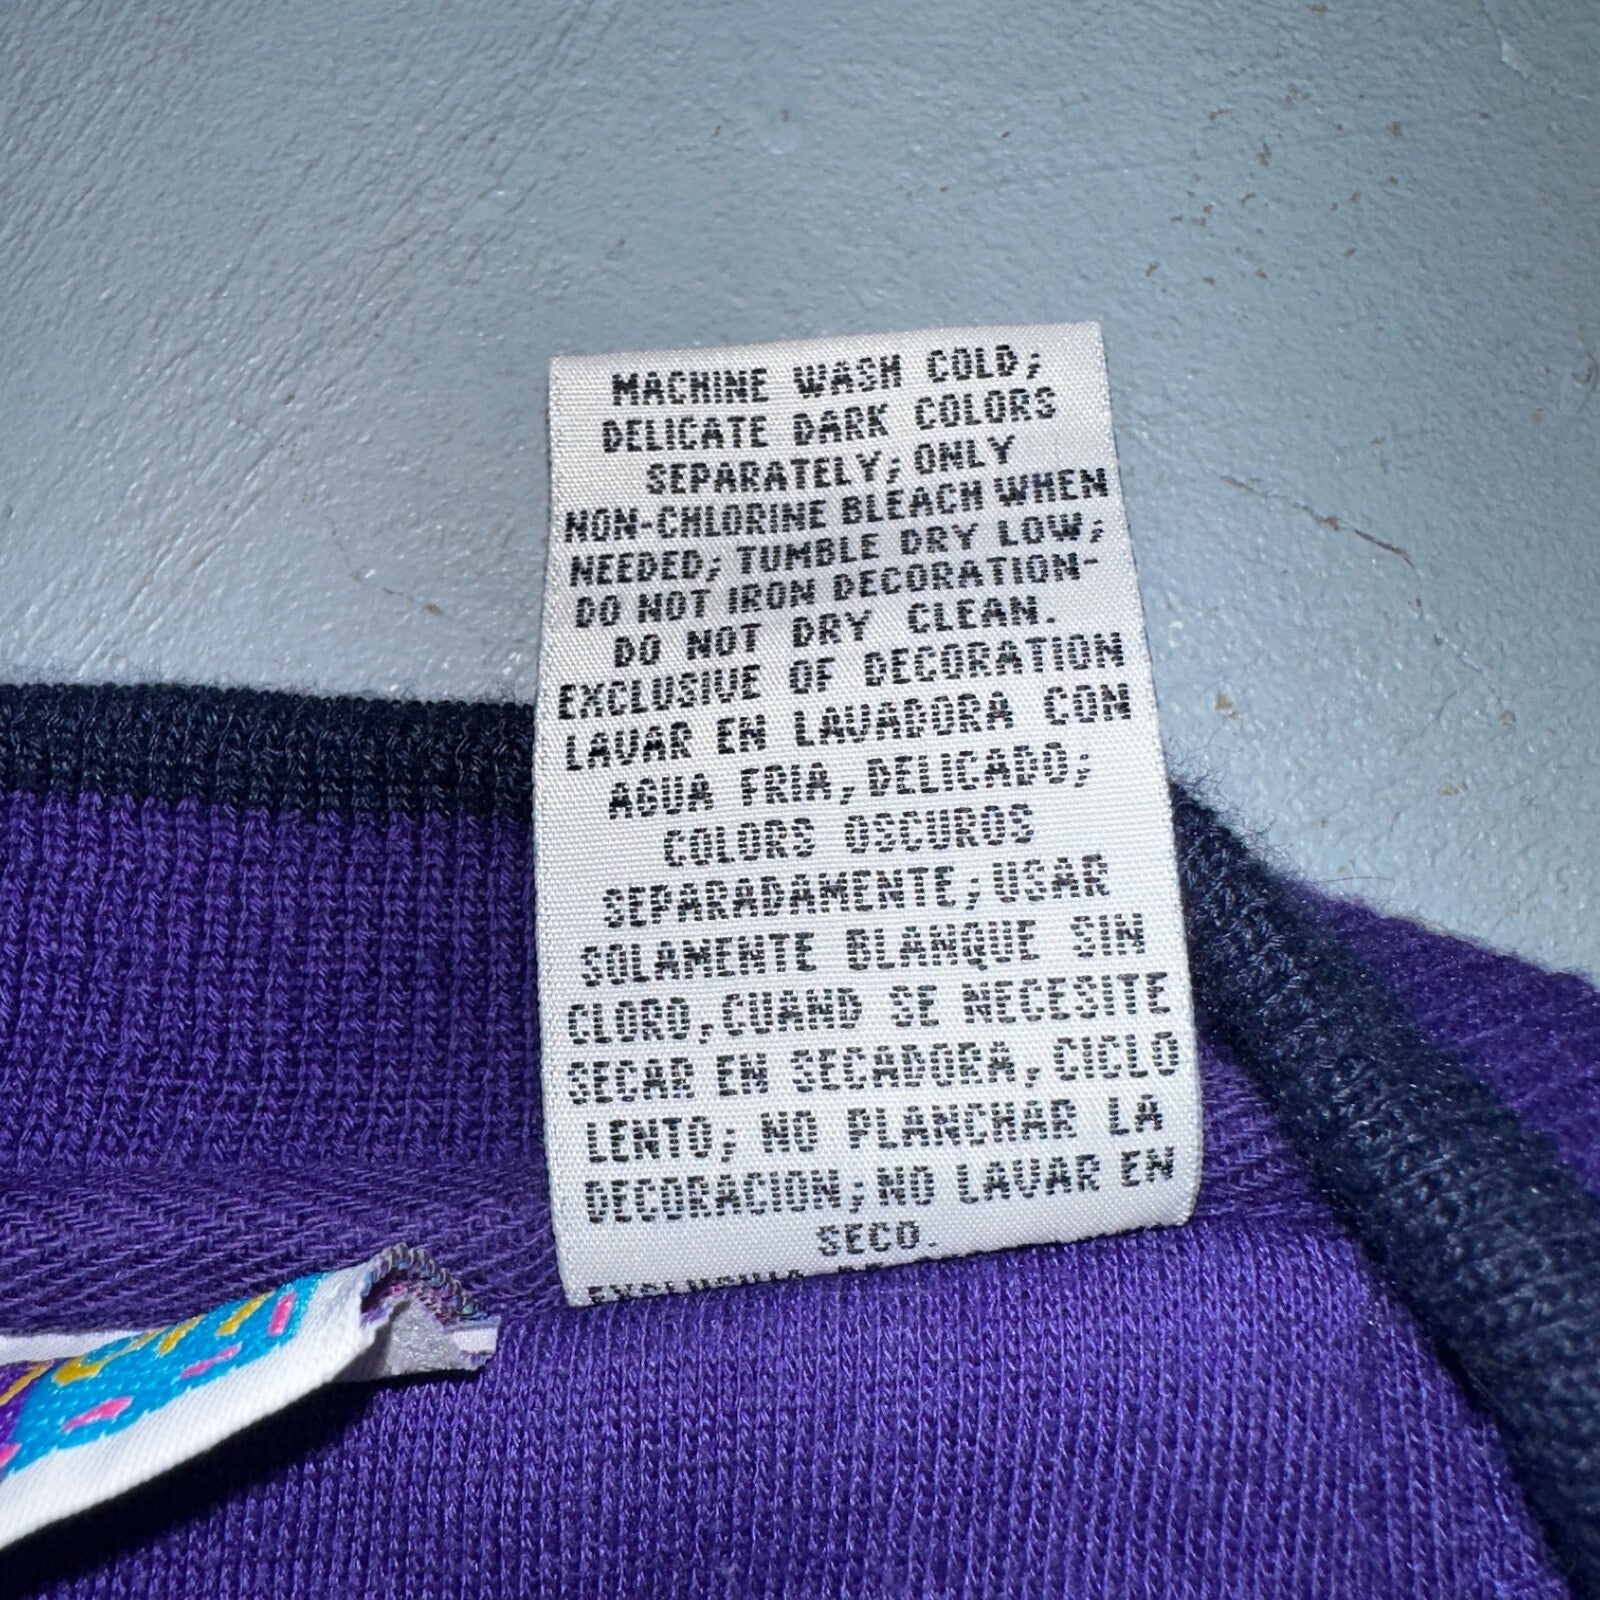 MACHINE WASH COLD;
DELICATE DARK COLORS
SEPARATELY; ONLY
NON-CHLORINE BLEACH WHEN
NEEDED; TUMBLE DRY LOW;
DO NOT IRON DECORATION-
DO NOT DRY CLEAN.
EXCLUSIVE OF DECORATION
LAVAR EN LAVADORA CON
AGUA FRIA, DELICADO;
COLORS OSCUROS
SEPARADAMENTE; USAR
SOLAMENTE BLANQUE SIN
CLORO, CUAND SE NECESITE
SECAR EN SECADORA, CICLO
LENTO; NO PLANCHAR LA
DECORACION; NO LAVAR EN
SECO.